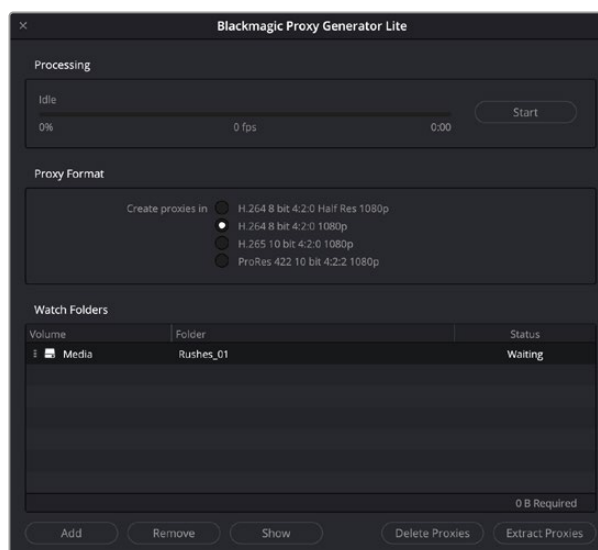 Blackmagic Proxy Generator Lite
Processing
Idle
Start
0% 0 fps 0:00
Proxy Format
Create proxies in H.264 8 bit 4:2:0 Half Res 1080p
H.264 8 bit 4:2:0 1080p
H.265 10 bit 4:2:0 1080p
ProRes 422 10 bit 4:2:2 1080p
Watch Folders
Volume Folder Status
Media Rushes_01 Waiting
0 B Required
Add Remove Show Delete Proxies Extract Proxies